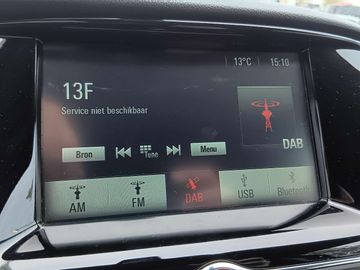 13°C
15:10
13F
Service niet beschikbaar
Bron
Tune
Menu
DAB
AM
FM
DAB
USB
Bluetooth